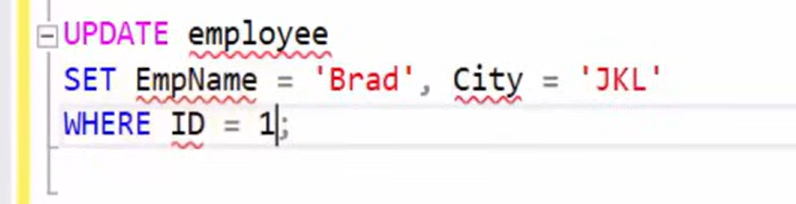 UPDATE employee
SET EmpName = 'Brad', City = 'JKL'
WHERE ID = 1;